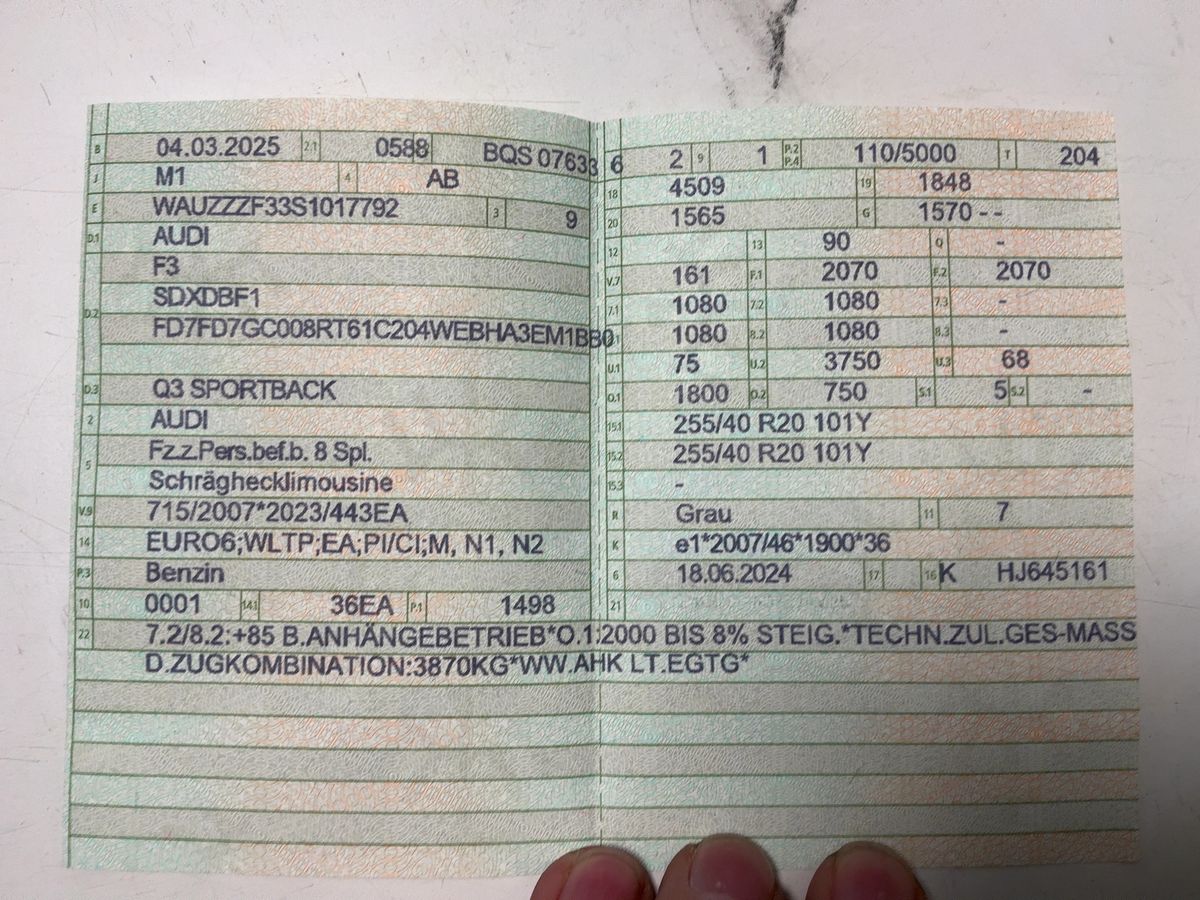 B 04.03.2025 2.1 0588 BQS 07633 6
J M1 4 AB
E WAUZZZF33S1017792 3 9
D.1 AUDI
F3
D.2 SDXDBF1
FD7FD7GC008RT61C204WEBHA3EM1BB0
D.3 Q3 SPORTBACK
2 AUDI
5 Fz.z.Pers.bef.b. 8 Spl.
Schräghecklimousine
V.9 715/2007*2023/443EA
14 EURO6;WLTP;EA;PI/CI;M, N1, N2
P.3 Benzin
10 0001 14.1 36EA P.1 1498
2 9 1 P.2 P.4 110/5000 T 204
18 4509 19 1848
20 1565 G 1570 - -
12 13 90 Q -
V.7 161 F.1 2070 F.2 2070
7.1 1080 7.2 1080 7.3 -
1080 8.2 1080 8.3 -
U.1 75 U.2 3750 U.3 68
O.1 1800 O.2 750 S.1 5 S.2 -
15.1 255/40 R20 101Y
15.2 255/40 R20 101Y
15.3 -
R Grau 11 7
K e1*2007/46*1900*36
6 18.06.2024 17 16 K HJ645161
21
22 7.2/8.2:+85 B.ANHÄNGEBETRIEB*O.1:2000 BIS 8% STEIG.*TECHN.ZUL.GES-MASS
D.ZUGKOMBINATION:3870KG*WW.AHK LT.EGTG*